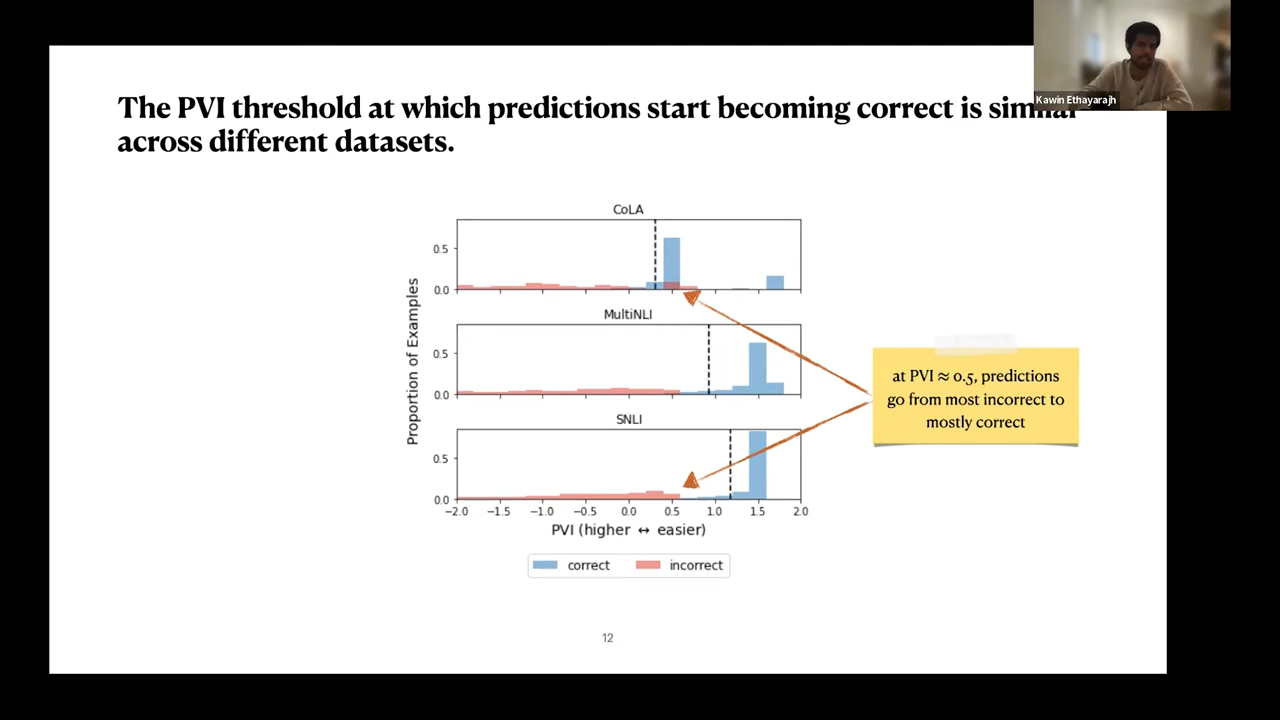 Kawin Ethayarajh
The PVI threshold at which predictions start becoming correct is similar
across different datasets.
CoLA
0.5
0.0
MultiNLI
0.5
0.0
SNLI
0.5
0.0
−2.0 −1.5 −1.0 −0.5 0.0 0.5 1.0 1.5 2.0
Proportion of Examples
PVI (higher ↔ easier)
correct incorrect
at PVI ≈ 0.5, predictions
go from most incorrect to
mostly correct
12